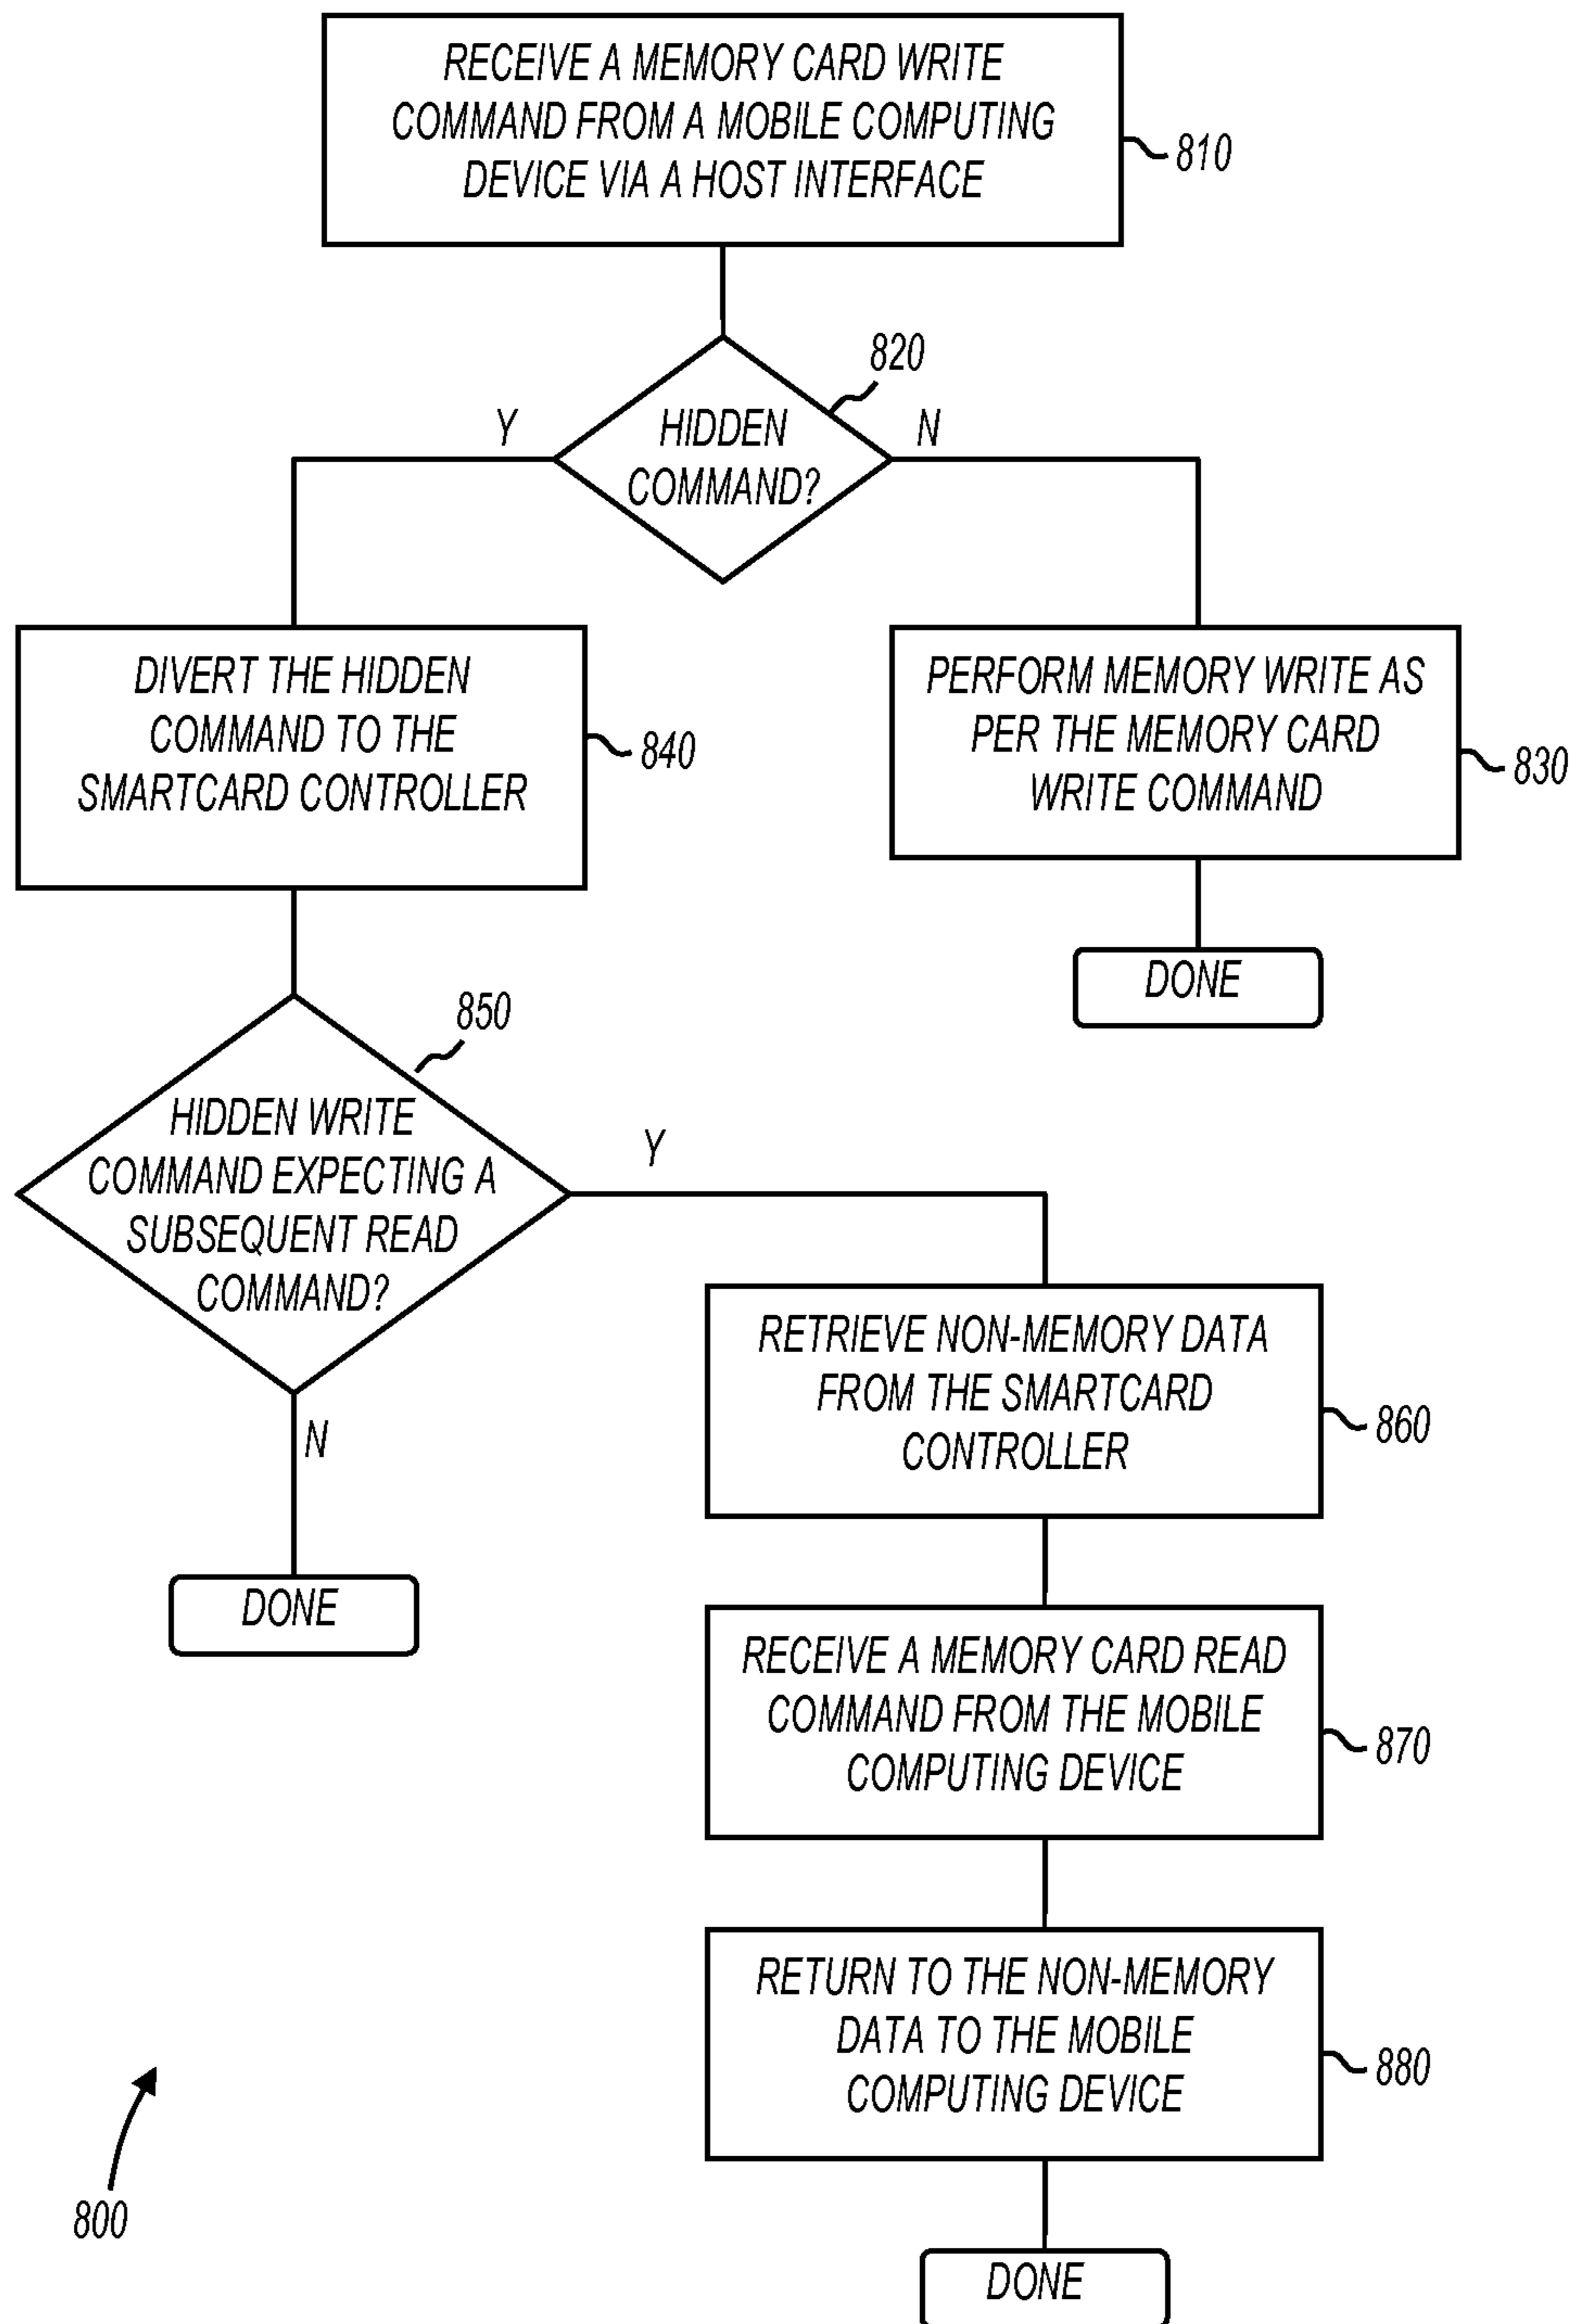 RECEIVE A MEMORY CARD WRITE
COMMAND FROM A MOBILE COMPUTING
DEVICE VIA A HOST INTERFACE
810
820
Y
HIDDEN
COMMAND?
N
DIVERT THE HIDDEN
COMMAND TO THE
SMARTCARD CONTROLLER
840
PERFORM MEMORY WRITE AS
PER THE MEMORY CARD
WRITE COMMAND
830
DONE
850
HIDDEN WRITE
COMMAND EXPECTING A
SUBSEQUENT READ
COMMAND?
Y
N
DONE
RETRIEVE NON-MEMORY DATA
FROM THE SMARTCARD
CONTROLLER
860
RECEIVE A MEMORY CARD READ
COMMAND FROM THE MOBILE
COMPUTING DEVICE
870
RETURN TO THE NON-MEMORY
DATA TO THE MOBILE
COMPUTING DEVICE
880
800
DONE